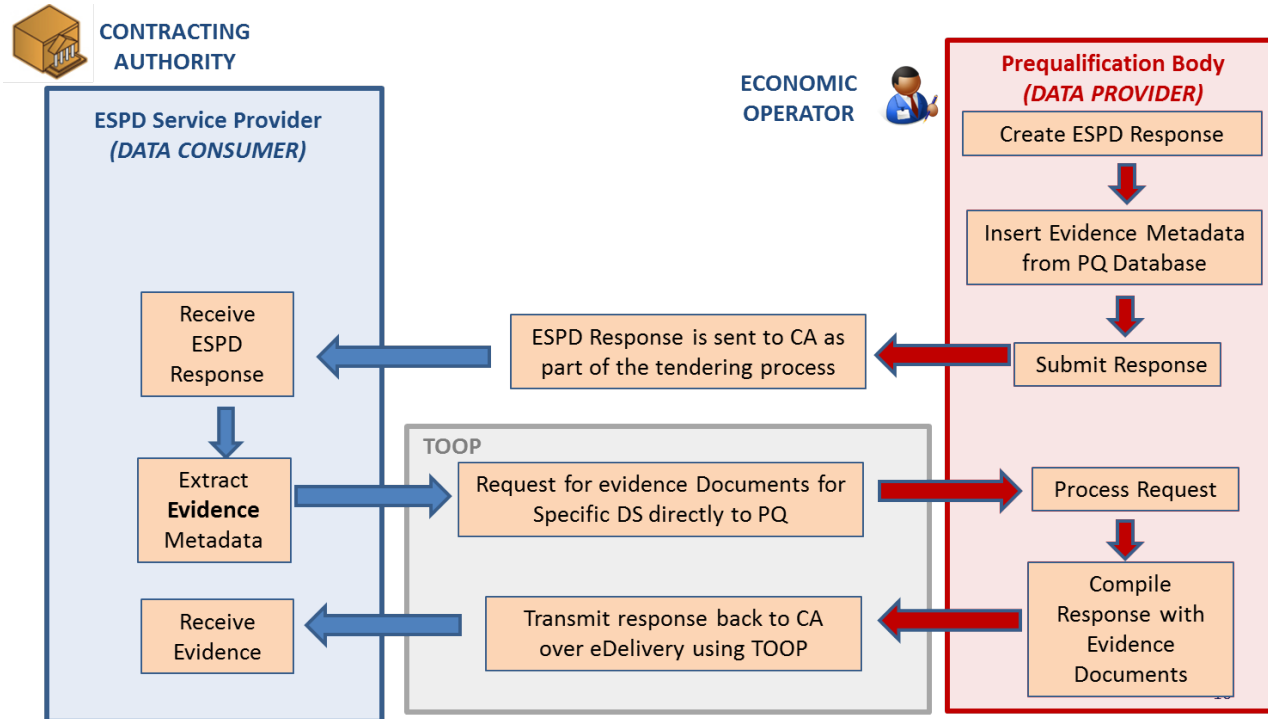 CONTRACTING
AUTHORITY
ESPD Service Provider
(DATA CONSUMER)
ECONOMIC
OPERATOR
Prequalification Body
(DATA PROVIDER)
Create ESPD Response
Insert Evidence Metadata
from PQ Database
Submit Response
ESPD Response is sent to CA as
part of the tendering process
Receive
ESPD
Response
Extract
Evidence
Metadata
TOOP
Request for evidence Documents for
Specific DS directly to PQ
Process Request
Compile
Response with
Evidence
Documents
Transmit response back to CA
over eDelivery using TOOP
Receive
Evidence